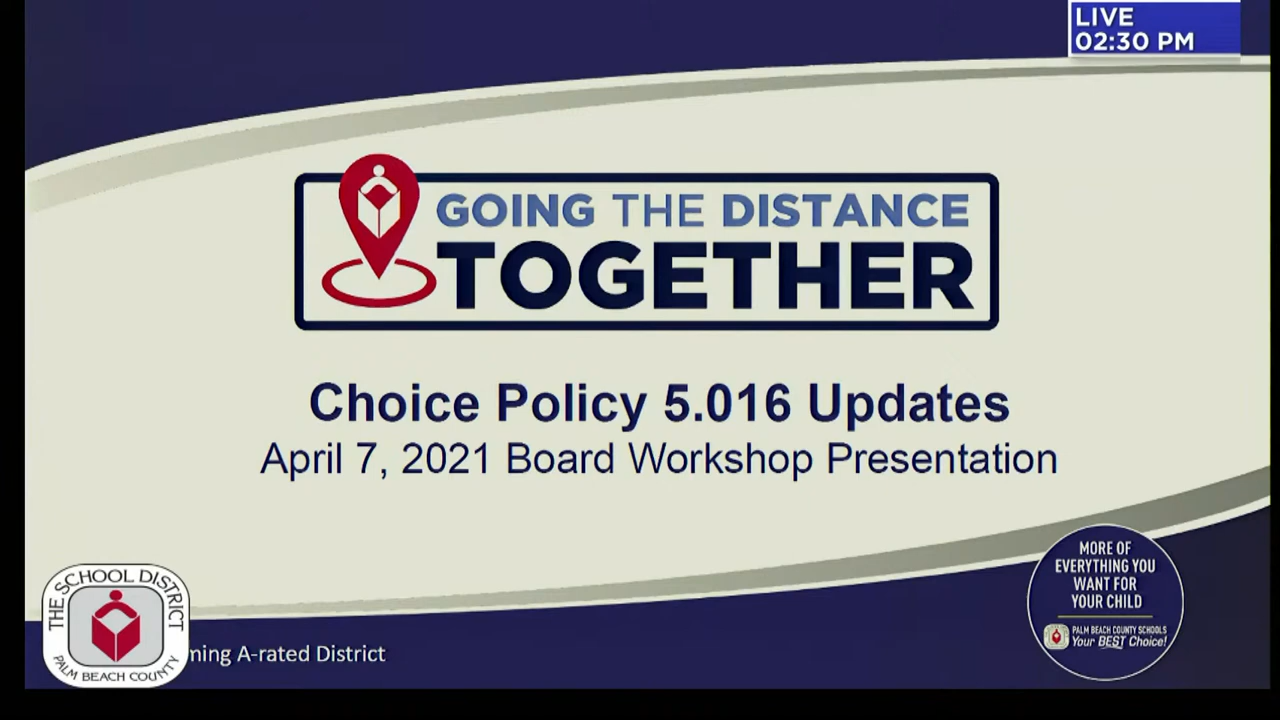 LIVE
02:30 PM
GOING THE DISTANCE
TOGETHER
Choice Policy 5.016 Updates
April 7, 2021 Board Workshop Presentation
MORE OF
EVERYTHING YOU
WANT FOR
YOUR CHILD
PALM BEACH COUNTY SCHOOLS
Your BEST Choice!
THE SCHOOL DISTRICT
PALM BEACH COUNTY
A-rated District